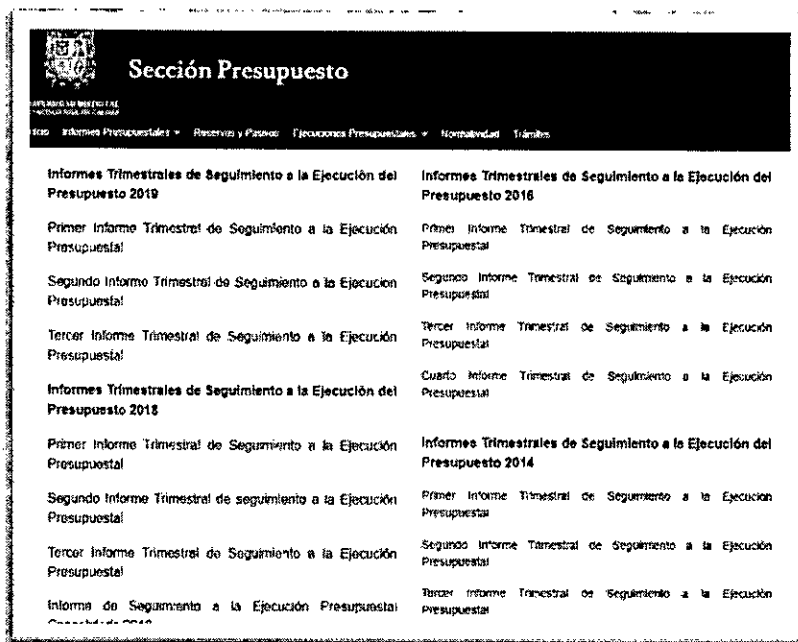 Sección Presupuesto
Informes Presupuestales
Reservas y Pasivos
Ejecuciones Presupuestales
Normatividad
Trámites
Informes Trimestrales de Seguimiento a la Ejecución del
Presupuesto 2019
Primer Informe Trimestral de Seguimiento a la Ejecución
Presupuestal
Segundo Informe Trimestral de Seguimiento a la Ejecución
Presupuestal
Tercer Informe Trimestral de Seguimiento a la Ejecución
Presupuestal
Informes Trimestrales de Seguimiento a la Ejecución del
Presupuesto 2018
Primer Informe Trimestral de Seguimiento a la Ejecución
Presupuestal
Segundo Informe Trimestral de seguimiento a la Ejecución
Presupuestal
Tercer Informe Trimestral de Seguimiento a la Ejecución
Presupuestal
Informe de Seguimiento a la Ejecución Presupuestal
Informes Trimestrales de Seguimiento a la Ejecución del
Presupuesto 2016
Primer Informe Trimestral de Seguimiento a la Ejecución
Presupuestal
Segundo Informe Trimestral de Seguimiento a la Ejecución
Presupuestal
Tercer Informe Trimestral de Seguimiento a la Ejecución
Presupuestal
Cuarto Informe Trimestral de Seguimiento a la Ejecución
Presupuestal
Informes Trimestrales de Seguimiento a la Ejecución del
Presupuesto 2014
Primer Informe Trimestral de Seguimiento a la Ejecución
Presupuestal
Segundo Informe Trimestral de Seguimiento a la Ejecución
Presupuestal
Tercer Informe Trimestral de Seguimiento a la Ejecución
Presupuestal